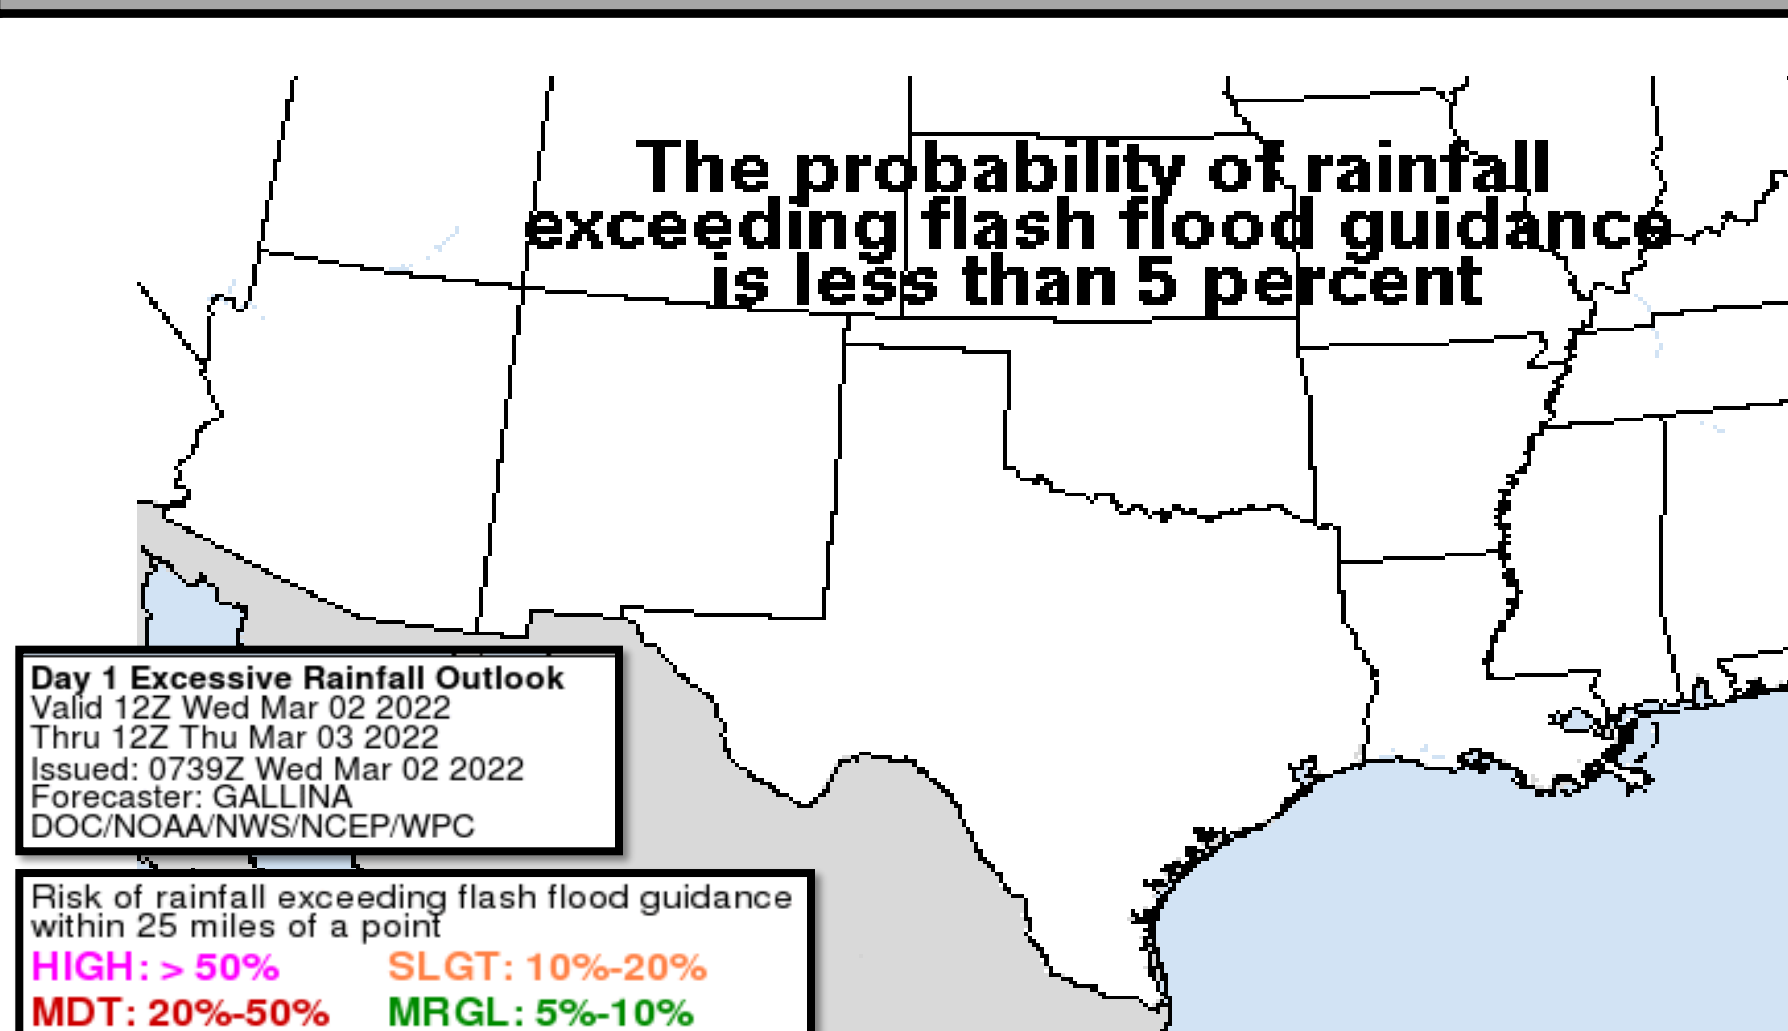 The probability of rainfall
exceeding flash flood guidance
is less than 5 percent
Day 1 Excessive Rainfall Outlook
Valid 12Z Wed Mar 02 2022
Thru 12Z Thu Mar 03 2022
Issued: 0739Z Wed Mar 02 2022
Forecaster: GALLINA
DOC/NOAA/NWS/NCEP/WPC
Risk of rainfall exceeding flash flood guidance
within 25 miles of a point
HIGH: > 50% SLGT: 10%-20%
MDT: 20%-50% MRGL: 5%-10%